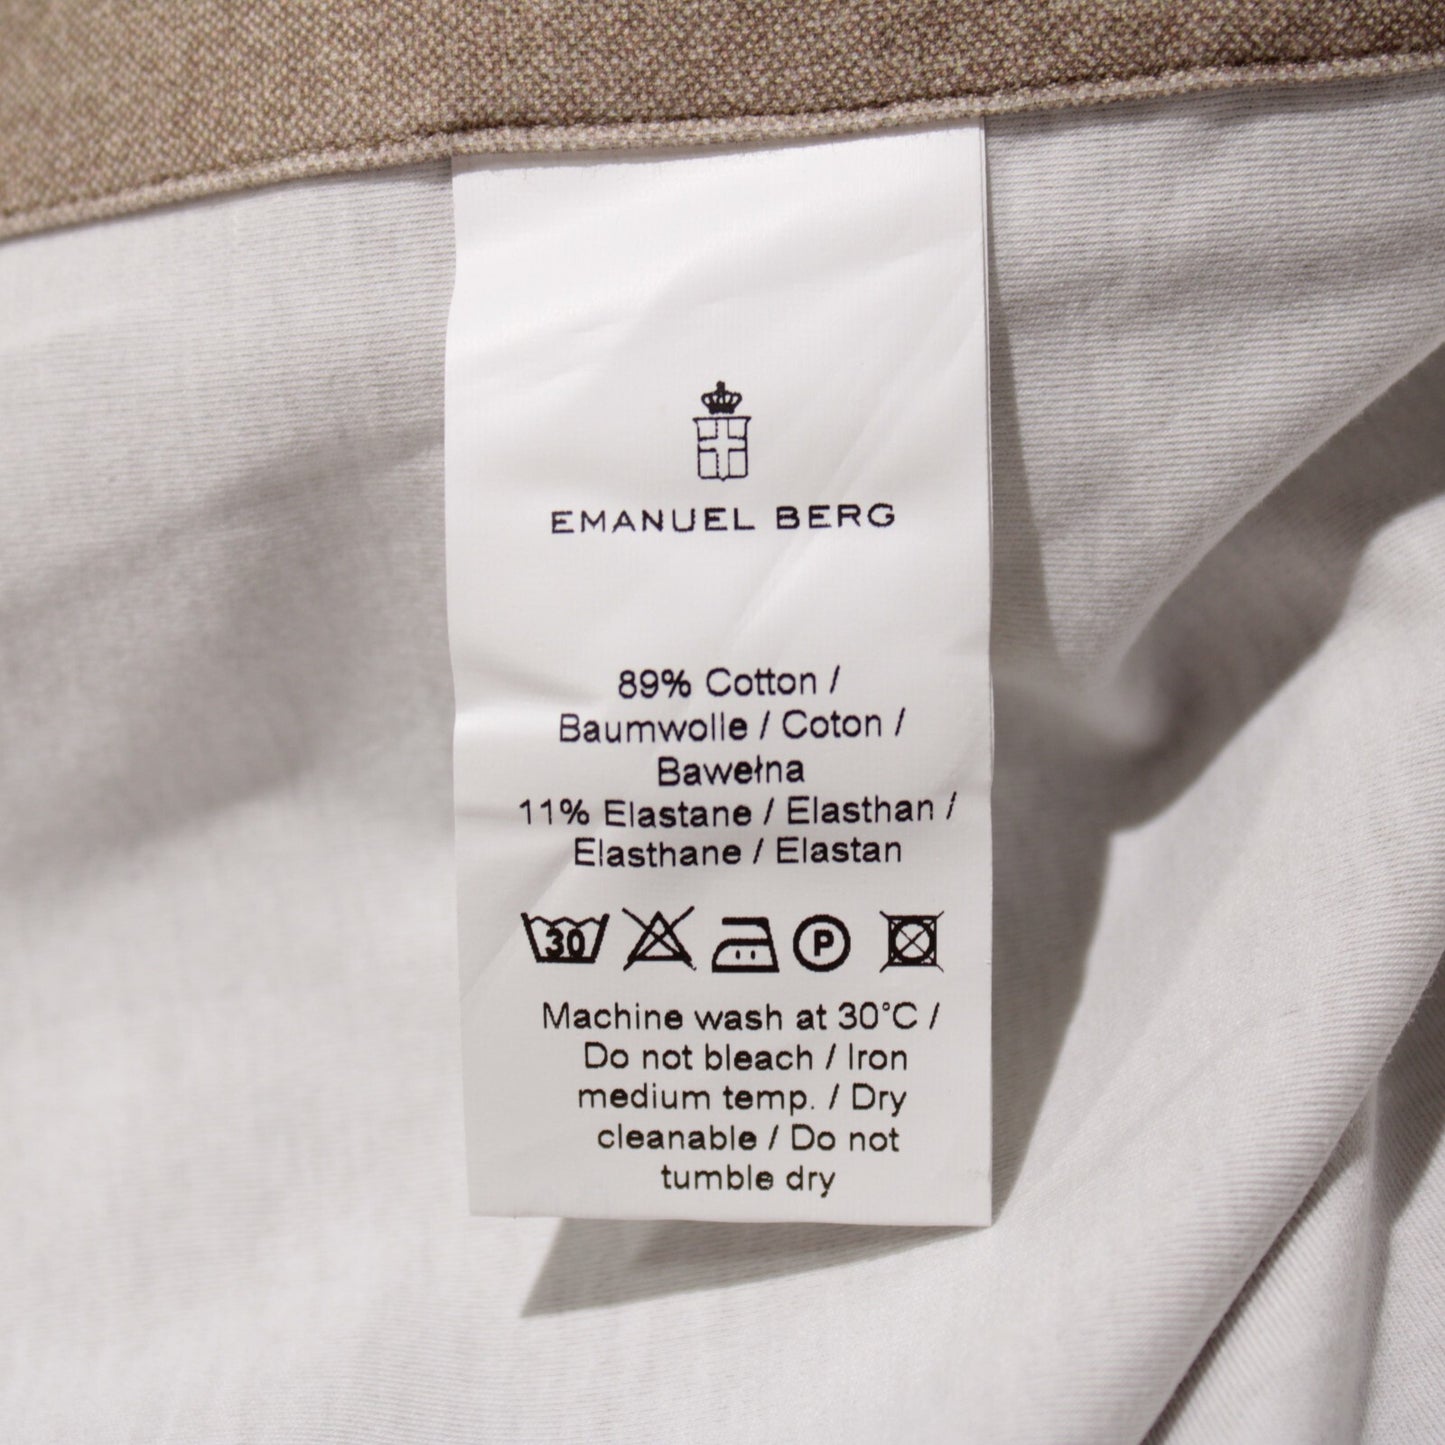 EMANUEL BERG
89% Cotton /
Baumwolle / Coton /
Bawełna
11% Elastane / Elasthan /
Elasthane / Elastan
30 P
Machine wash at 30°C /
Do not bleach / Iron
medium temp. / Dry
cleanable / Do not
tumble dry